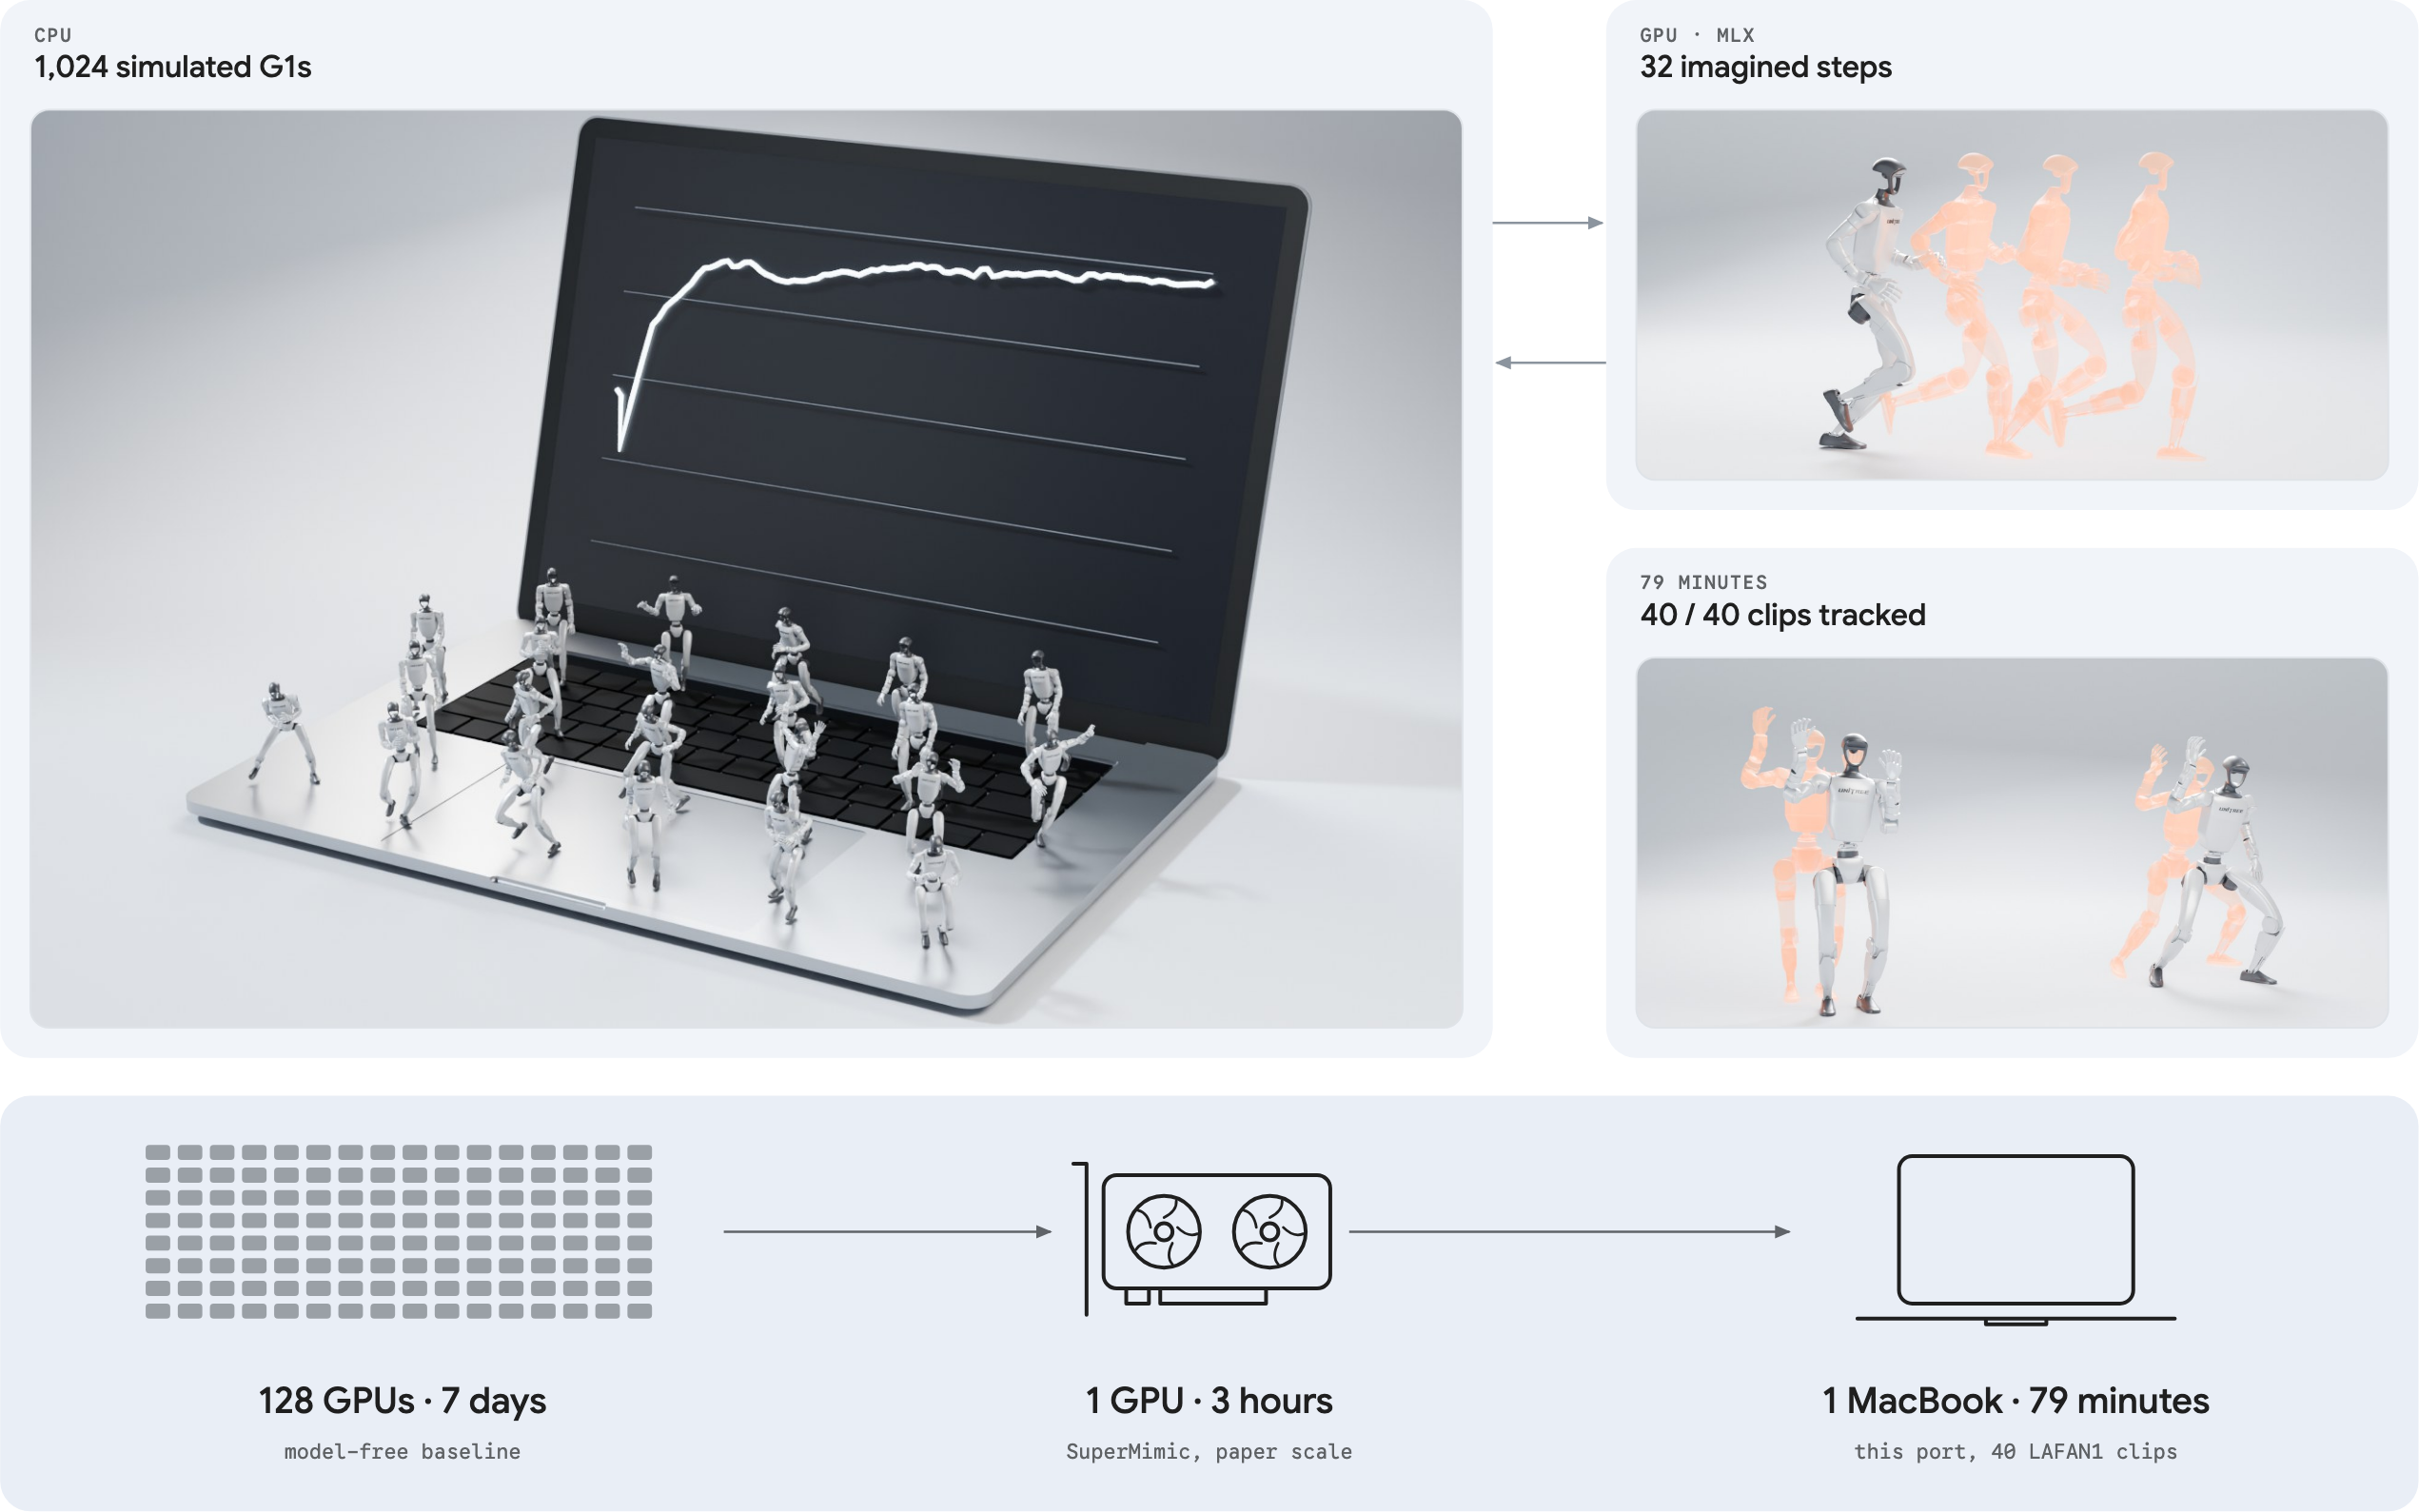 CPU
1,024 simulated G1s
GPU · MLX
32 imagined steps
79 MINUTES
40 / 40 clips tracked
128 GPUs · 7 days
model-free baseline
1 GPU · 3 hours
SuperMimic, paper scale
1 MacBook · 79 minutes
this port, 40 LAFAN1 clips